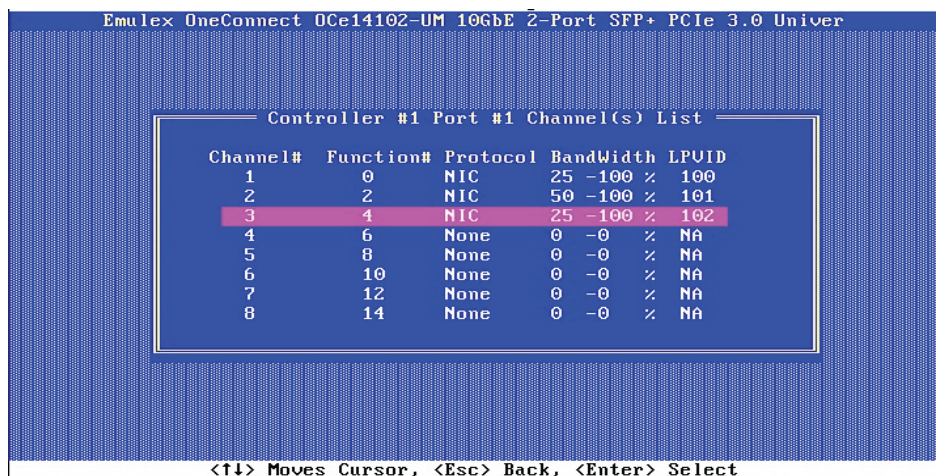 Emulex OneConnect OCe14102-UM 10GbE 2-Port SFP+ PCIe 3.0 Univer
Controller #1 Port #1 Channel(s) List
Channel# Function# Protocol BandWidth LPVID
1 0 NIC 25 -100 % 100
2 2 NIC 50 -100 % 101
3 4 NIC 25 -100 % 102
4 6 None 0 -0 % NA
5 8 None 0 -0 % NA
6 10 None 0 -0 % NA
7 12 None 0 -0 % NA
8 14 None 0 -0 % NA
<↑↓> Moves Cursor, <Esc> Back, <Enter> Select